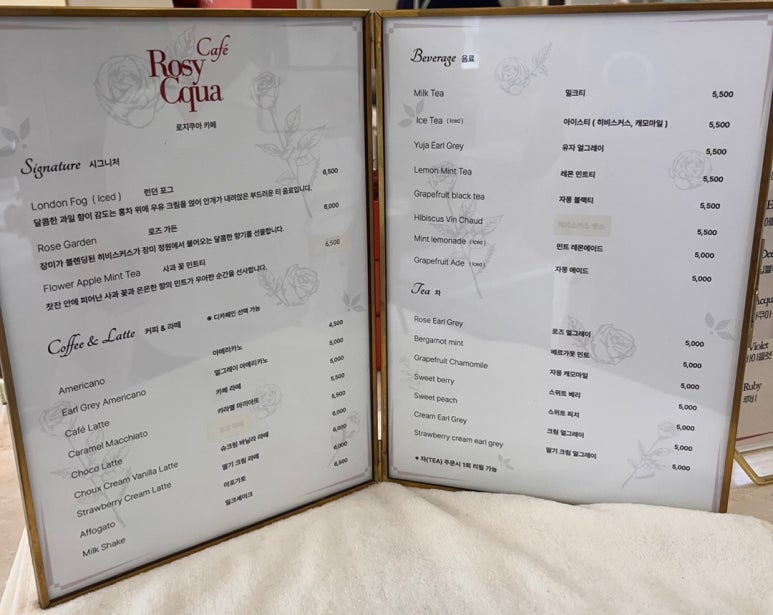 Rosy Cqua Café
로지쿠아 카페
Signature 시그니처
London Fog ( Iced ) 런던 포그 6,500
달콤한 과일 향이 감도는 홍차 위에 우유 크림을 얹어 안개가 내려앉은 부드러운 티 음료입니다.
Rose Garden 로즈 가든 6,000
장미가 블렌딩된 히비스커스가 장미 정원에서 불어오는 달콤한 향기를 선물합니다.
Flower Apple Mint Tea 사과 꽃 민트티 6,500
찻잔 안에 피어난 사과 꽃과 은은한 향의 민트가 우아한 순간을 선사합니다.
Coffee & Latte 커피 & 라떼 ※ 디카페인 선택 가능
Americano 아메리카노 4,500
Earl Grey Americano 얼그레이 아메리카노 5,000
Café Latte 카페 라떼 5,000
Caramel Macchiato 카라멜 마끼아또 5,500
Choco Latte 초코 라떼 5,500
Choux Cream Vanilla Latte 슈크림 바닐라 라떼 6,000
Strawberry Cream Latte 딸기 크림 라떼 6,000
Affogato 아포가토 6,000
Milk Shake 밀크셰이크 6,500
Beverage 음료
Milk Tea 밀크티 5,500
Ice Tea ( Iced ) 아이스티 ( 히비스커스, 캐모마일 ) 5,500
Yuja Earl Grey 유자 얼그레이 5,500
Lemon Mint Tea 레몬 민트티 5,500
Grapefruit black tea 자몽 블랙티 5,500
Hibiscus Vin Chaud 5,500
Mint lemonade ( Iced ) 민트 레몬에이드 5,000
Grapefruit Ade ( Iced ) 자몽 에이드 5,000
Tea 차
Rose Earl Grey 로즈 얼그레이 5,000
Bergamot mint 베르가못 민트 5,000
Grapefruit Chamomile 자몽 캐모마일 5,000
Sweet berry 스위트 베리 5,000
Sweet peach 스위트 피치 5,000
Cream Earl Grey 크림 얼그레이 5,000
Strawberry cream earl grey 딸기 크림 얼그레이 5,000
※ 차(TEA) 주문시 1회 리필 가능
Violet
Ruby